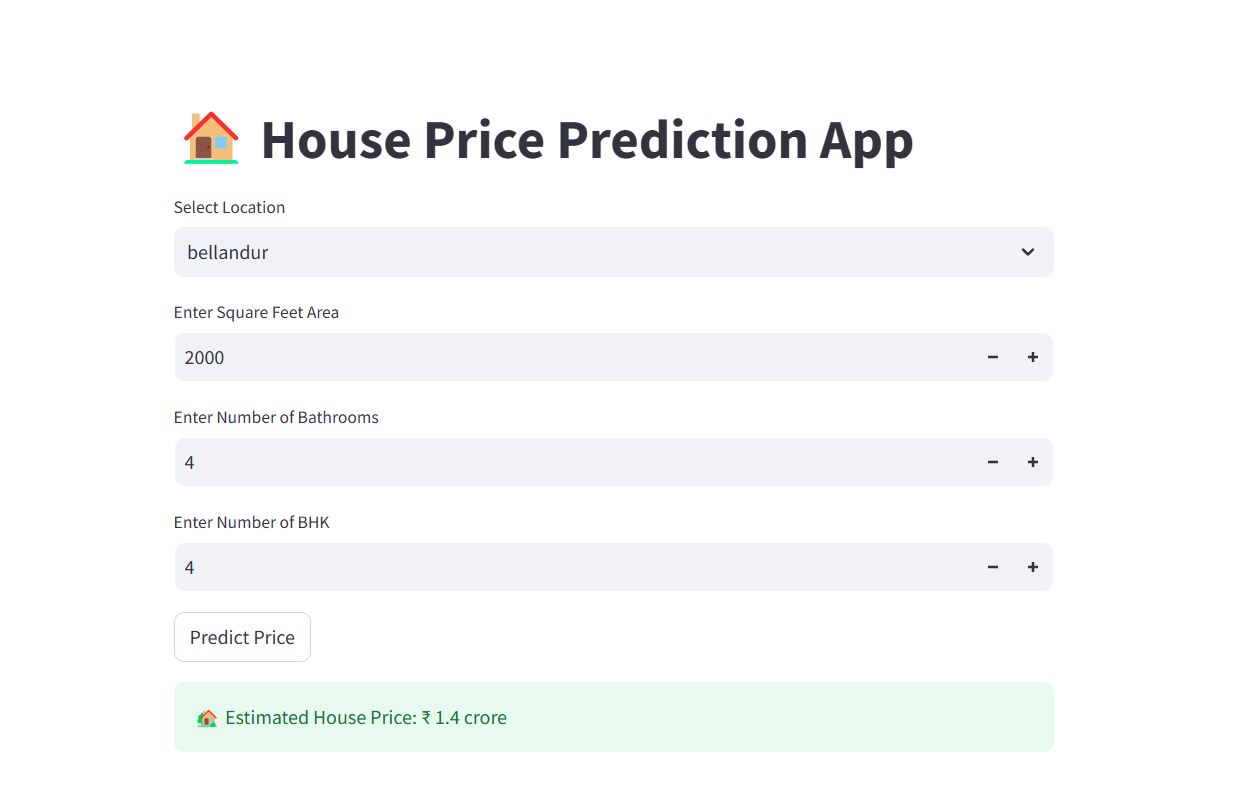 House Price Prediction App
Select Location
bellandur
Enter Square Feet Area
2000
Enter Number of Bathrooms
4
Enter Number of BHK
4
Predict Price
Estimated House Price: ₹ 1.4 crore